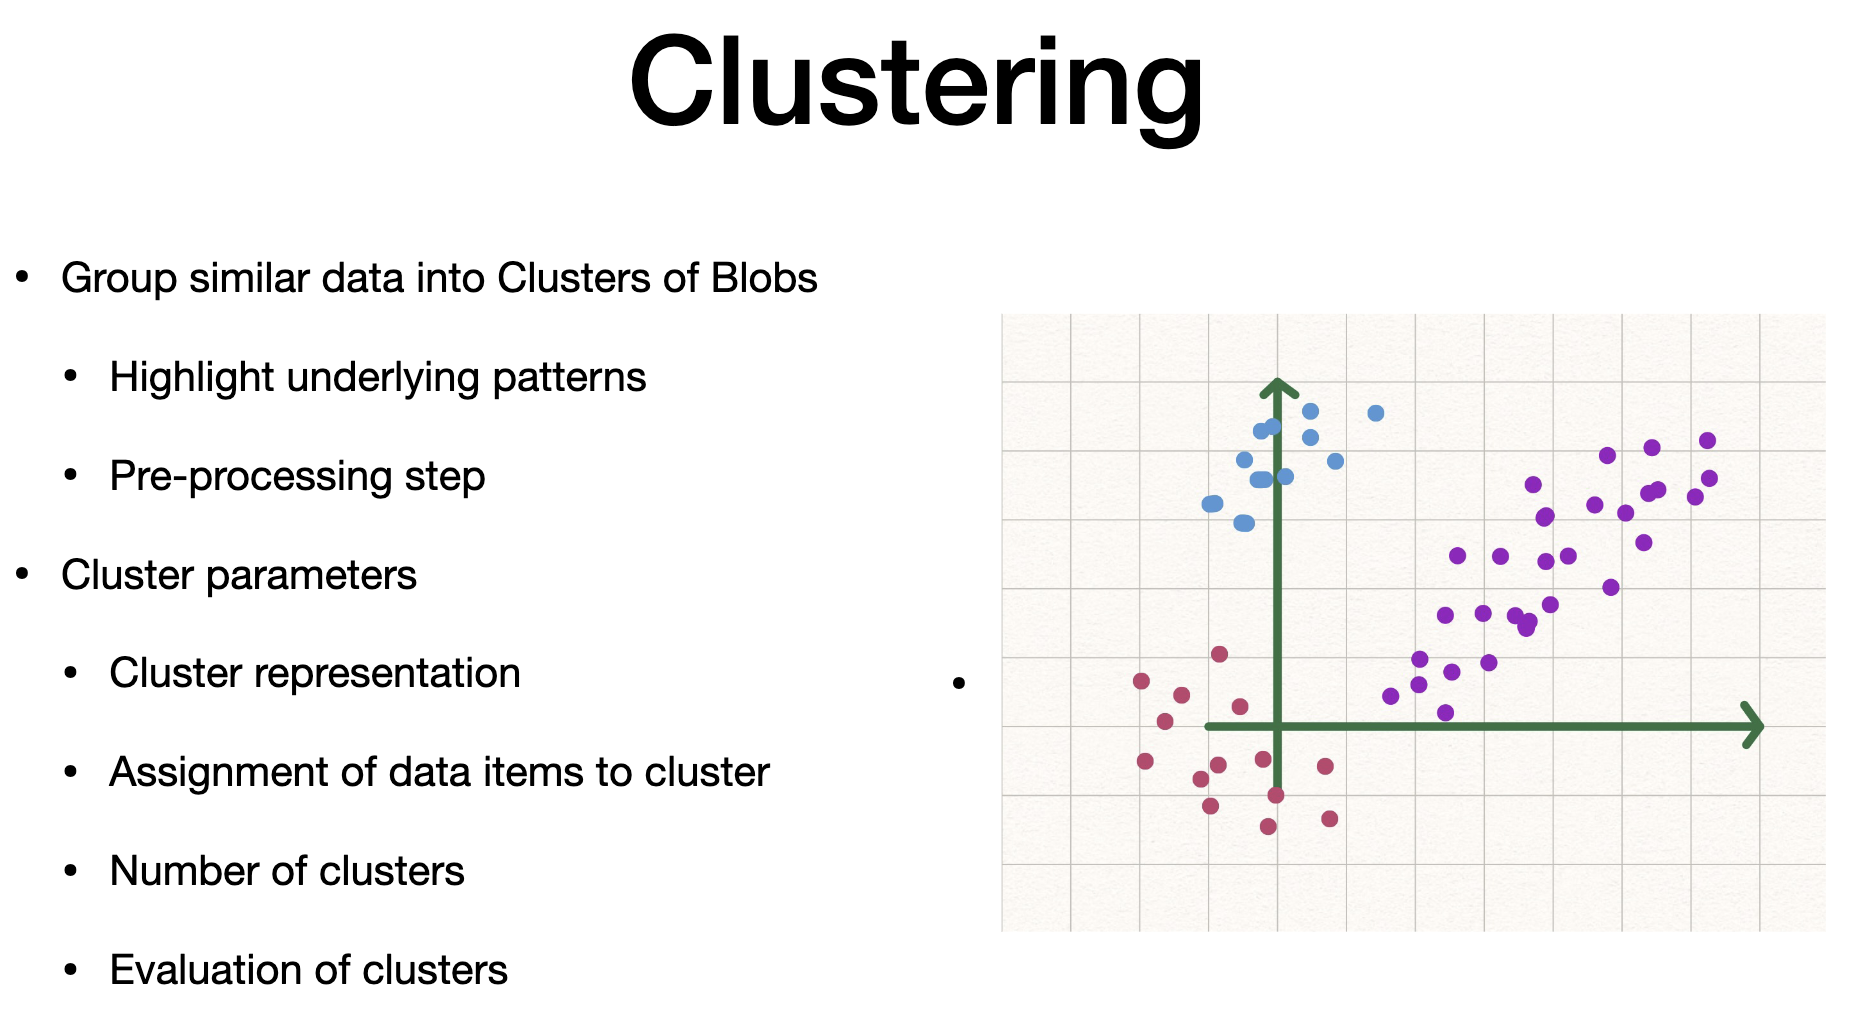 Clustering
• Group similar data into Clusters of Blobs
• Highlight underlying patterns
• Pre-processing step
• Cluster parameters
• Cluster representation
• Assignment of data items to cluster
• Number of clusters
• Evaluation of clusters
•